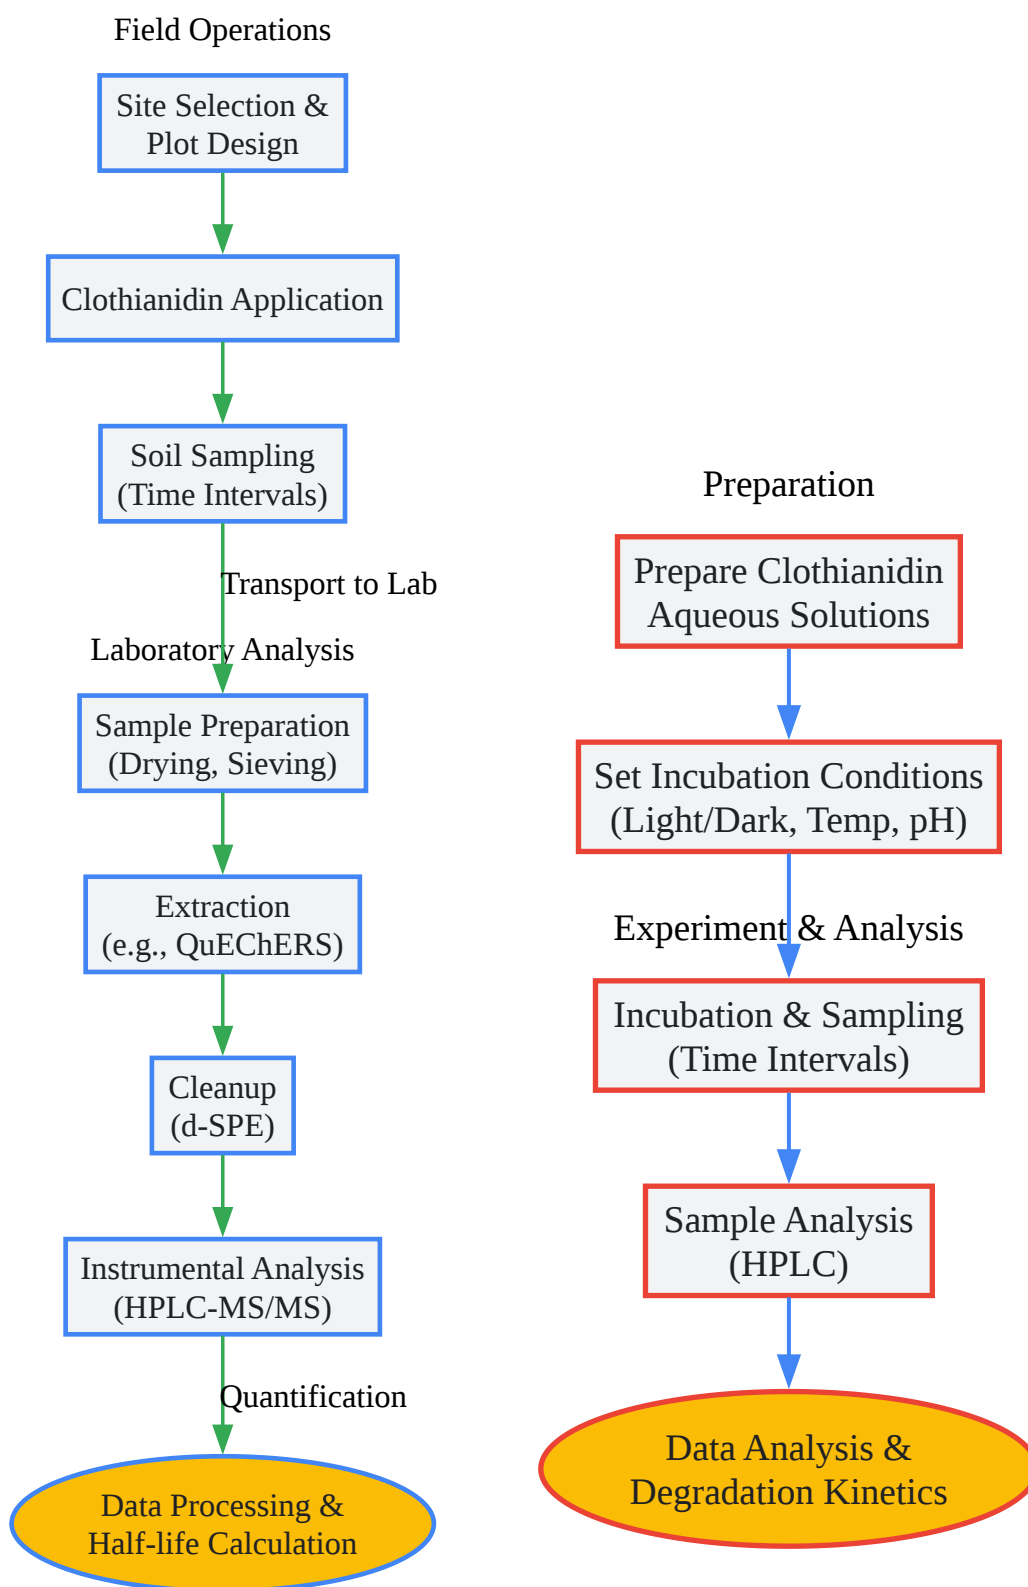 Field Operations
Site Selection &
Plot Design
Clothianidin Application
Soil Sampling
(Time Intervals)
Transport to Lab
Laboratory Analysis
Sample Preparation
(Drying, Sieving)
Extraction
(e.g., QuEChERS)
Cleanup
(d-SPE)
Instrumental Analysis
(HPLC-MS/MS)
Quantification
Data Processing &
Half-life Calculation
Preparation
Prepare Clothianidin
Aqueous Solutions
Set Incubation Conditions
(Light/Dark, Temp, pH)
Experiment & Analysis
Incubation & Sampling
(Time Intervals)
Sample Analysis
(HPLC)
Data Analysis &
Degradation Kinetics